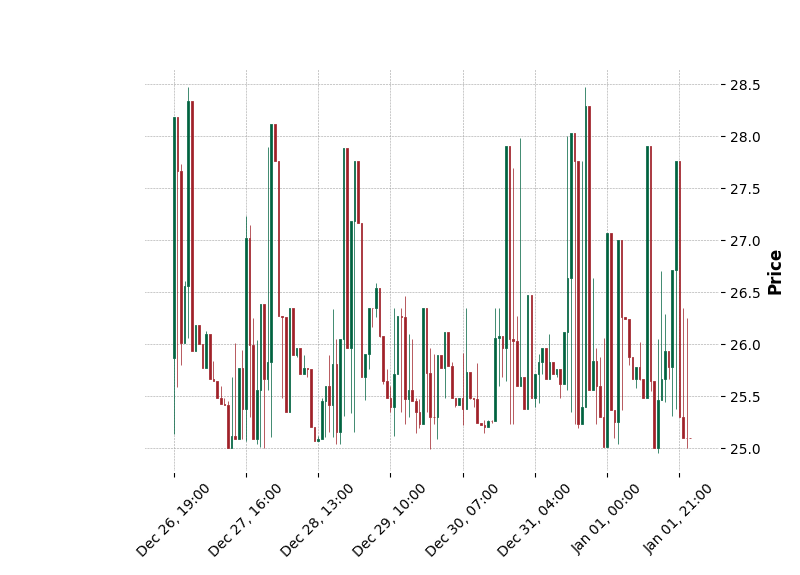 28.5
28.0
27.5
27.0
26.5
26.0
25.5
25.0
Price
Dec 26, 19:00
Dec 27, 16:00
Dec 28, 13:00
Dec 29, 10:00
Dec 30, 07:00
Dec 31, 04:00
Jan 01, 00:00
Jan 01, 21:00